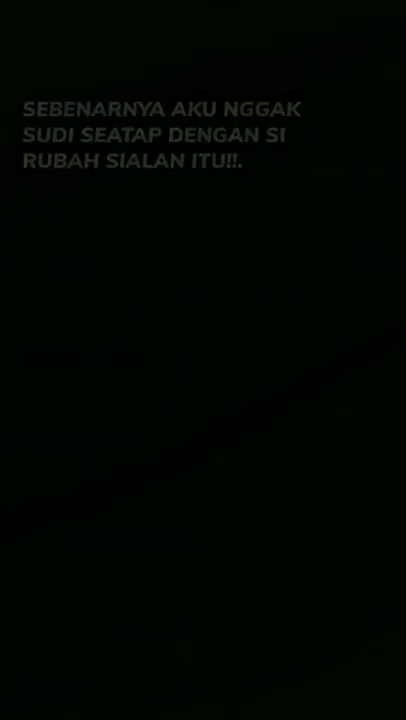 SEBENARNYA AKU NGGAK
SUDI SEATAP DENGAN SI
RUBAH SIALAN ITU!!.